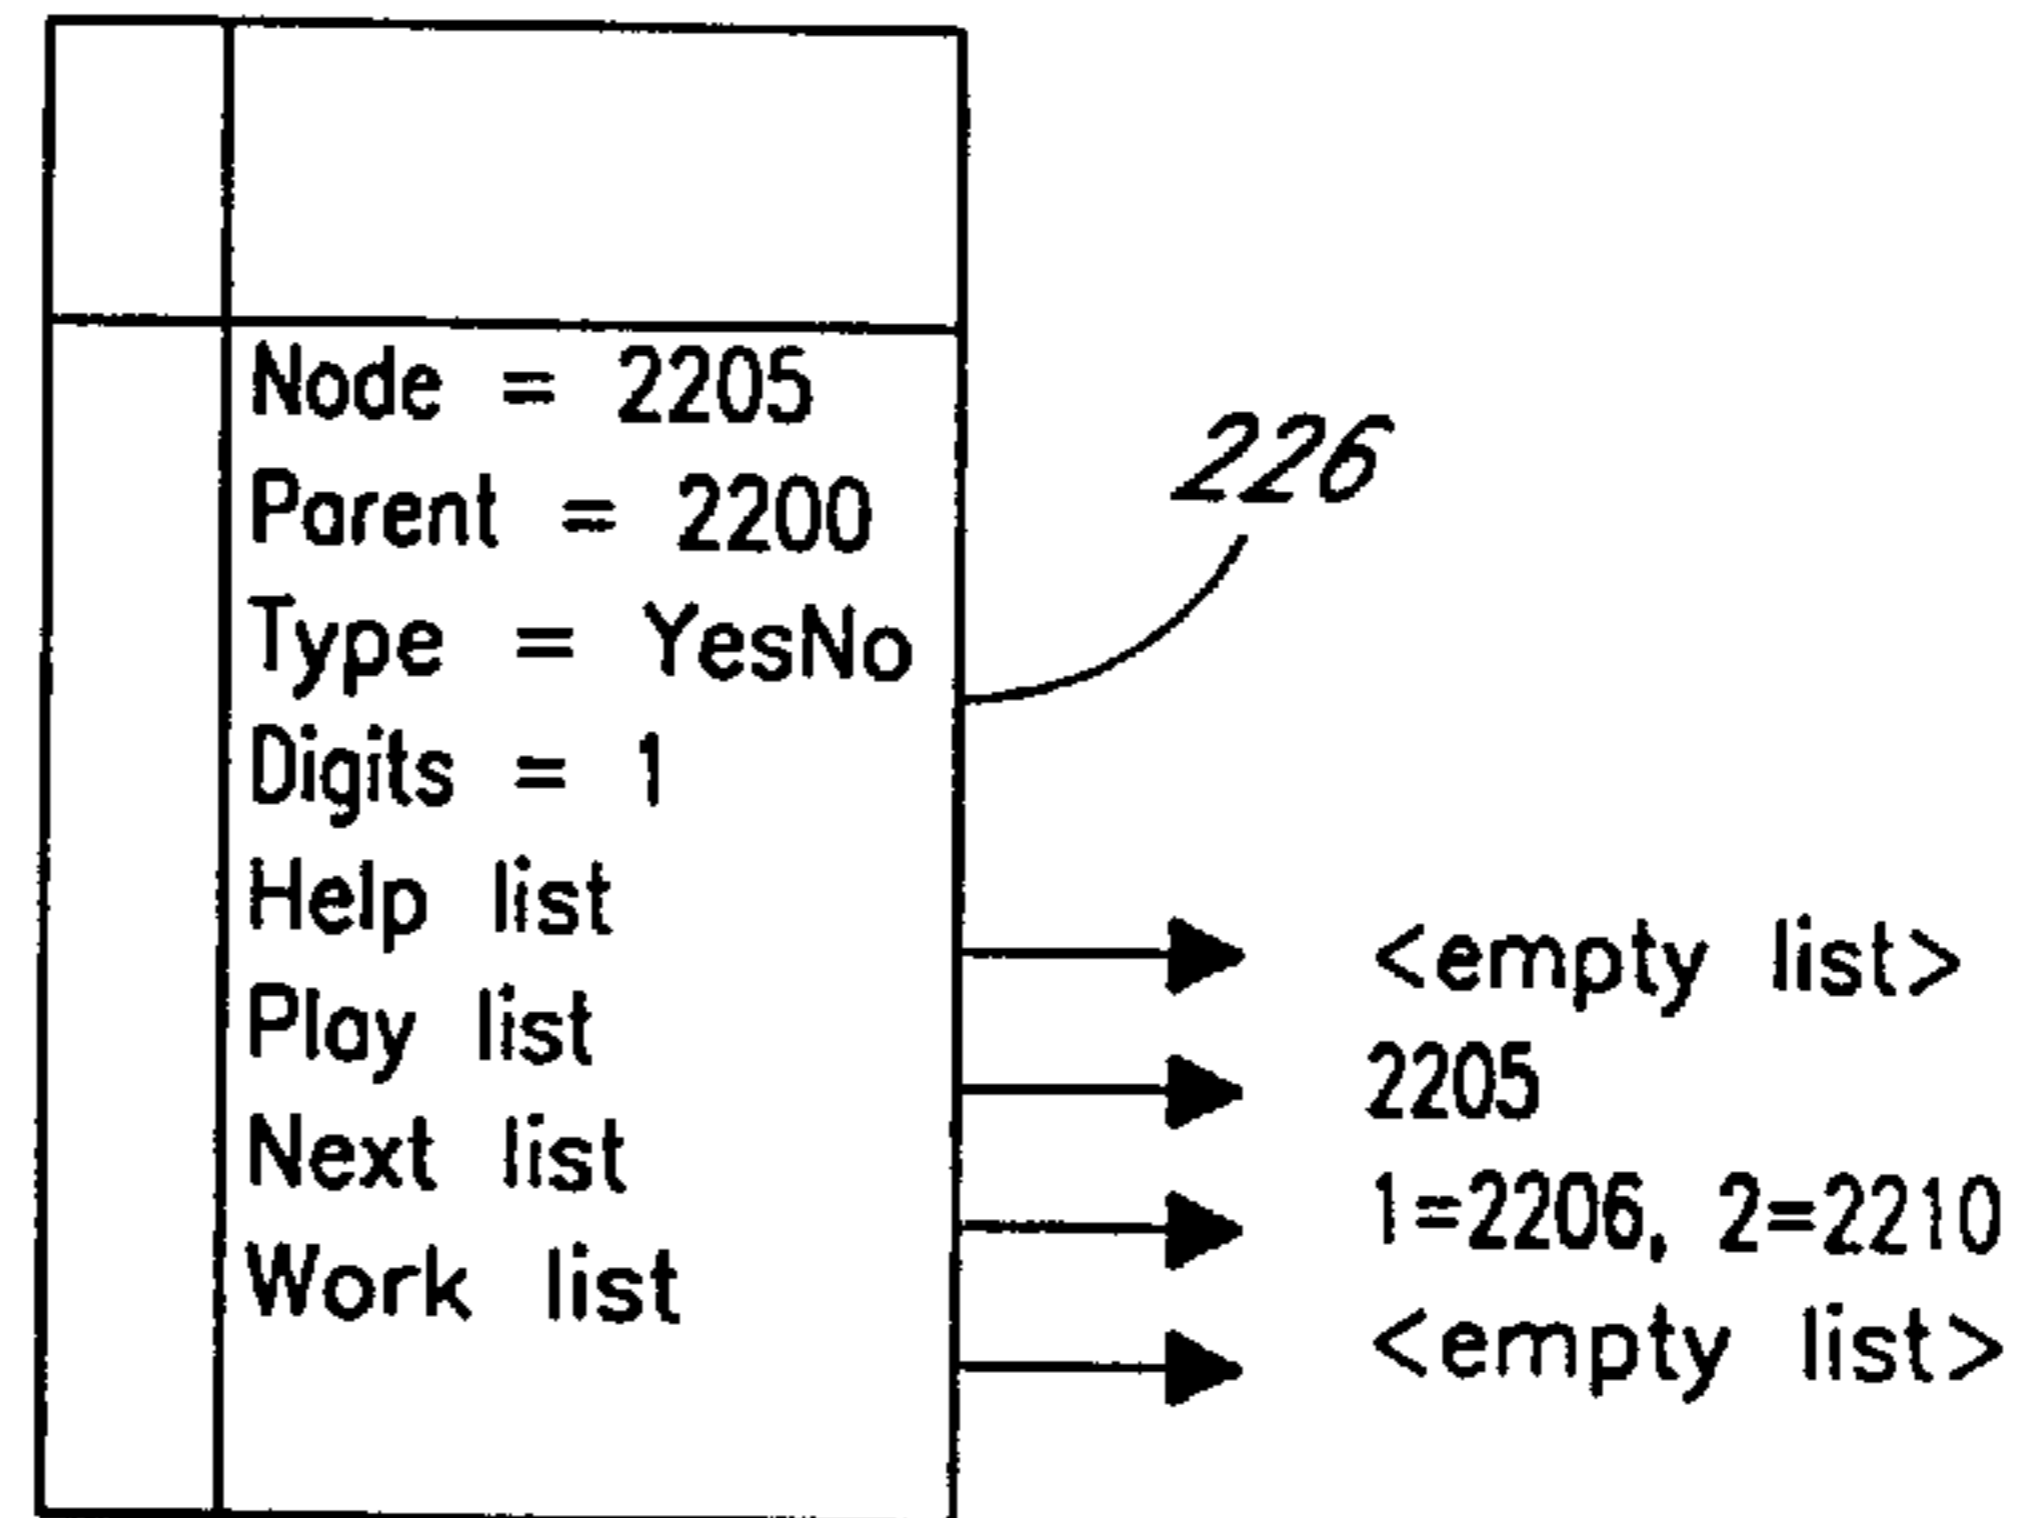 Node = 2205
Parent = 2200
Type = YesNo
Digits = 1
Help list
Play list
Next list
Work list
226
<empty list>
2205
1=2206, 2=2210
<empty list>